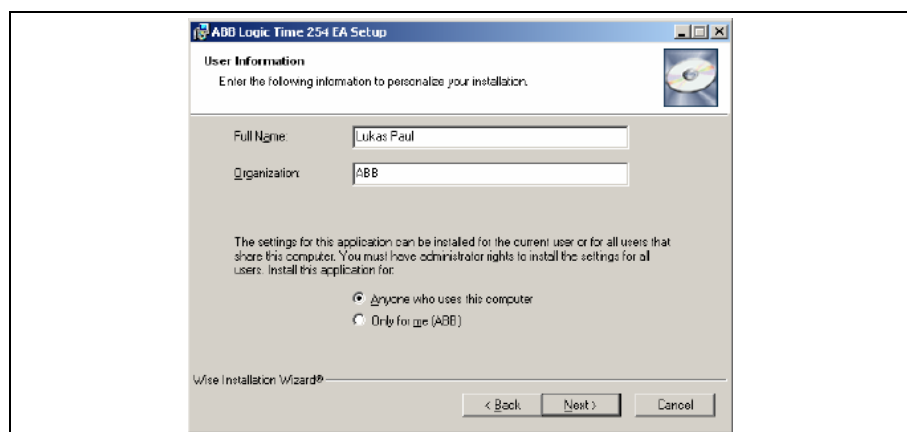 ABB Logic Time 254 EA Setup
User Information
Enter the following information to personalize your installation.
Full Name:
Lukas Paul
Organization:
ABB
The settings for this application can be installed for the current user or for all users that
share this computer. You must have administrator rights to install the settings for all
users. Install this application for:
Anyone who uses this computer
Only for me (ABB)
Wise Installation Wizard®
< Back
Next >
Cancel